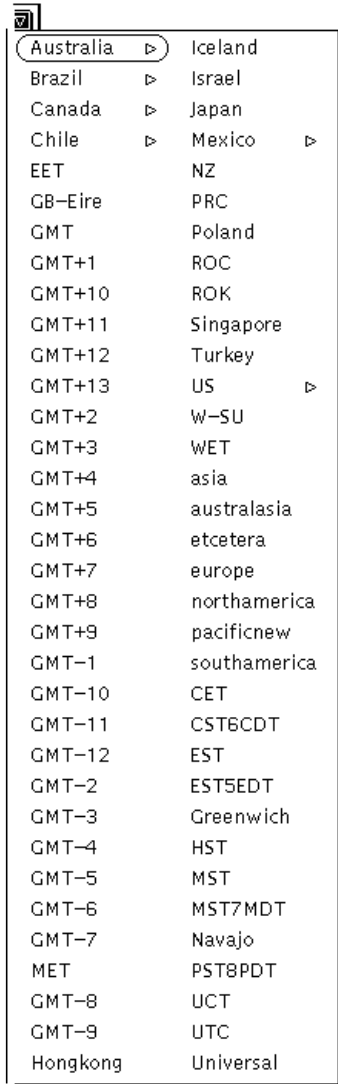 Australia
Brazil
Canada
Chile
EET
GB-Eire
GMT
GMT+1
GMT+10
GMT+11
GMT+12
GMT+13
GMT+2
GMT+3
GMT+4
GMT+5
GMT+6
GMT+7
GMT+8
GMT+9
GMT-1
GMT-10
GMT-11
GMT-12
GMT-2
GMT-3
GMT-4
GMT-5
GMT-6
GMT-7
MET
GMT-8
GMT-9
Hongkong
Iceland
Israel
Japan
Mexico
NZ
PRC
Poland
ROC
ROK
Singapore
Turkey
US
W-SU
WET
asia
australasia
etcetera
europe
northamerica
pacificnew
southamerica
CET
CST6CDT
EST
EST5EDT
Greenwich
HST
MST
MST7MDT
Navajo
PST8PDT
UCT
UTC
Universal